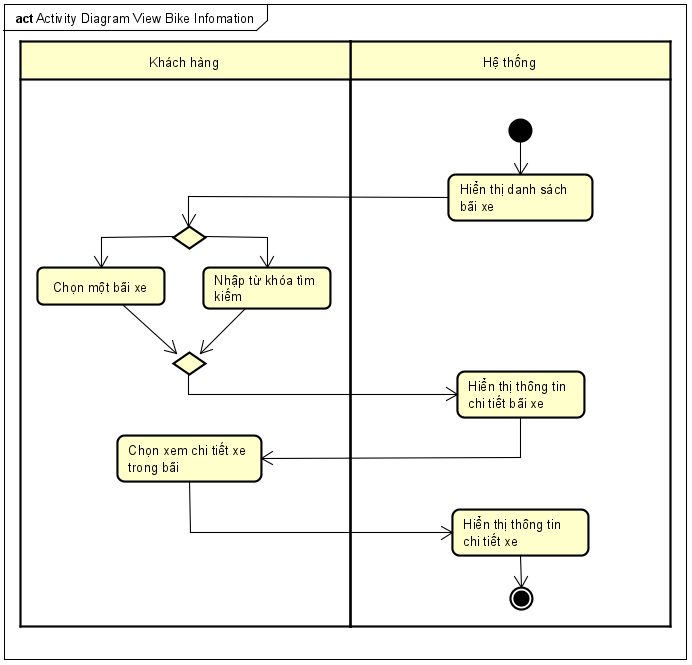 act Activity Diagram View Bike Infomation
Khách hàng
Hệ thống
Hiển thị danh sách
bãi xe
Chọn một bãi xe
Nhập từ khóa tìm
kiếm
Hiển thị thông tin
chi tiết bãi xe
Chọn xem chi tiết xe
trong bãi
Hiển thị thông tin
chi tiết xe